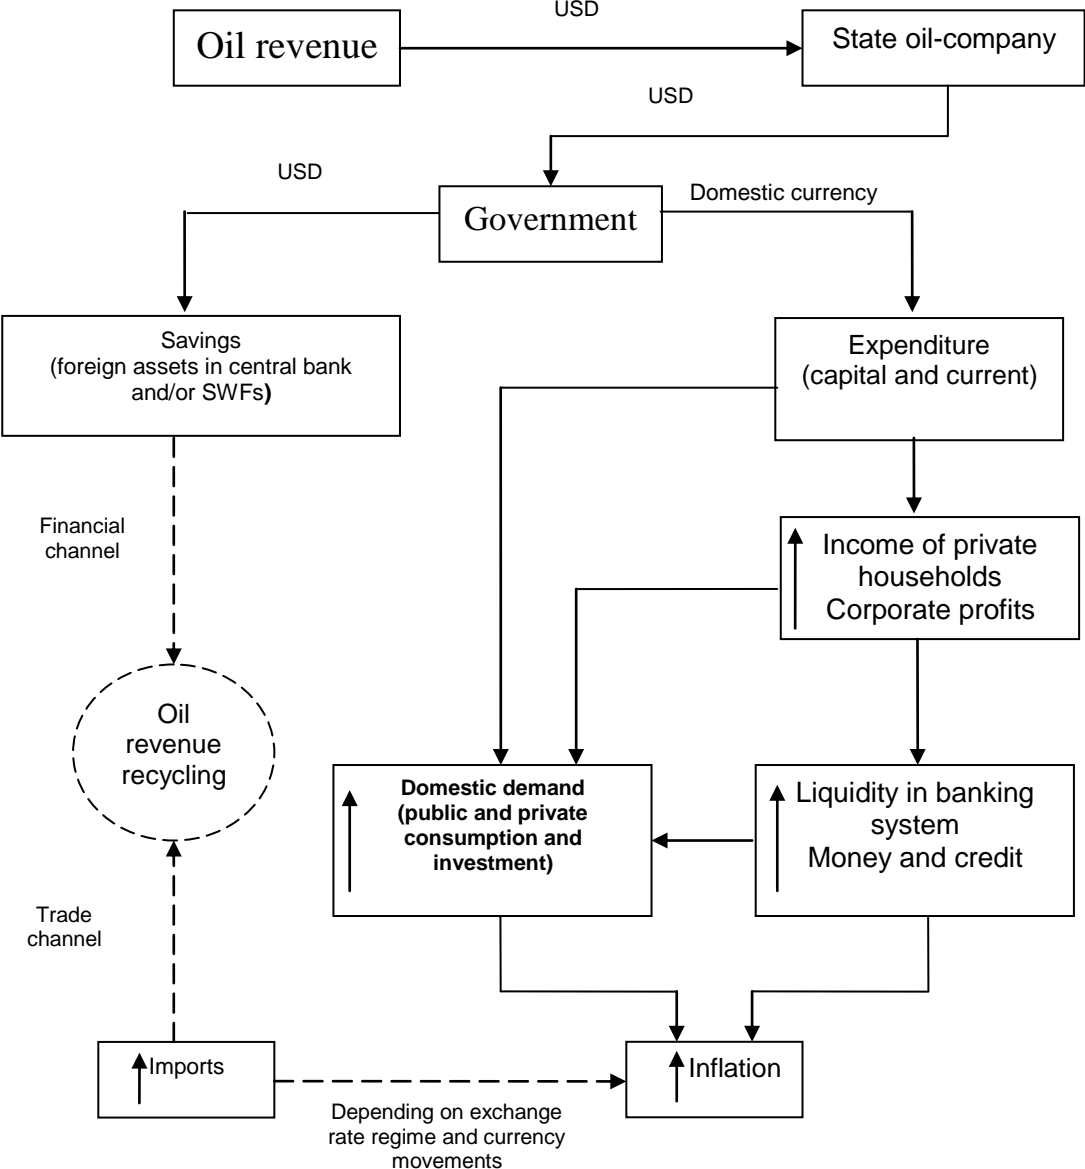 USD
Oil revenue
State oil-company
USD
USD
Domestic currency
Government
Savings
(foreign assets in central bank
and/or SWFs)
Expenditure
(capital and current)
Financial
channel
Income of private
households
Corporate profits
Oil
revenue
recycling
Domestic demand
(public and private
consumption and
investment)
Liquidity in banking
system
Money and credit
Trade
channel
Imports
Inflation
Depending on exchange
rate regime and currency
movements